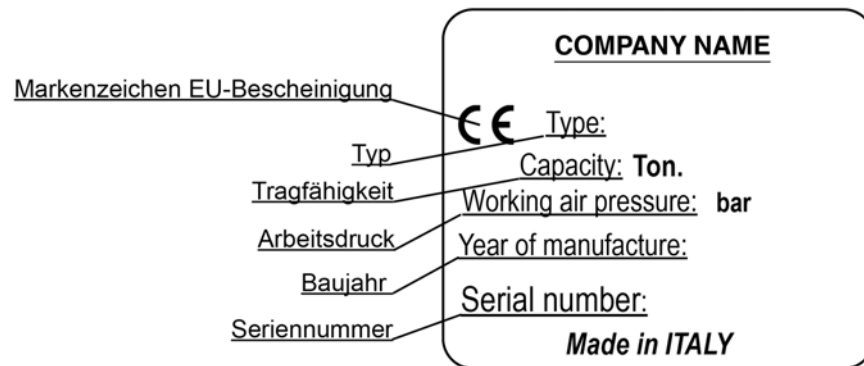 COMPANY NAME
Markenzeichen EU-Bescheinigung
CE Type:
Typ
Capacity: Ton.
Tragfähigkeit
Working air pressure: bar
Arbeitsdruck
Year of manufacture:
Baujahr
Serial number:
Seriennummer
Made in ITALY